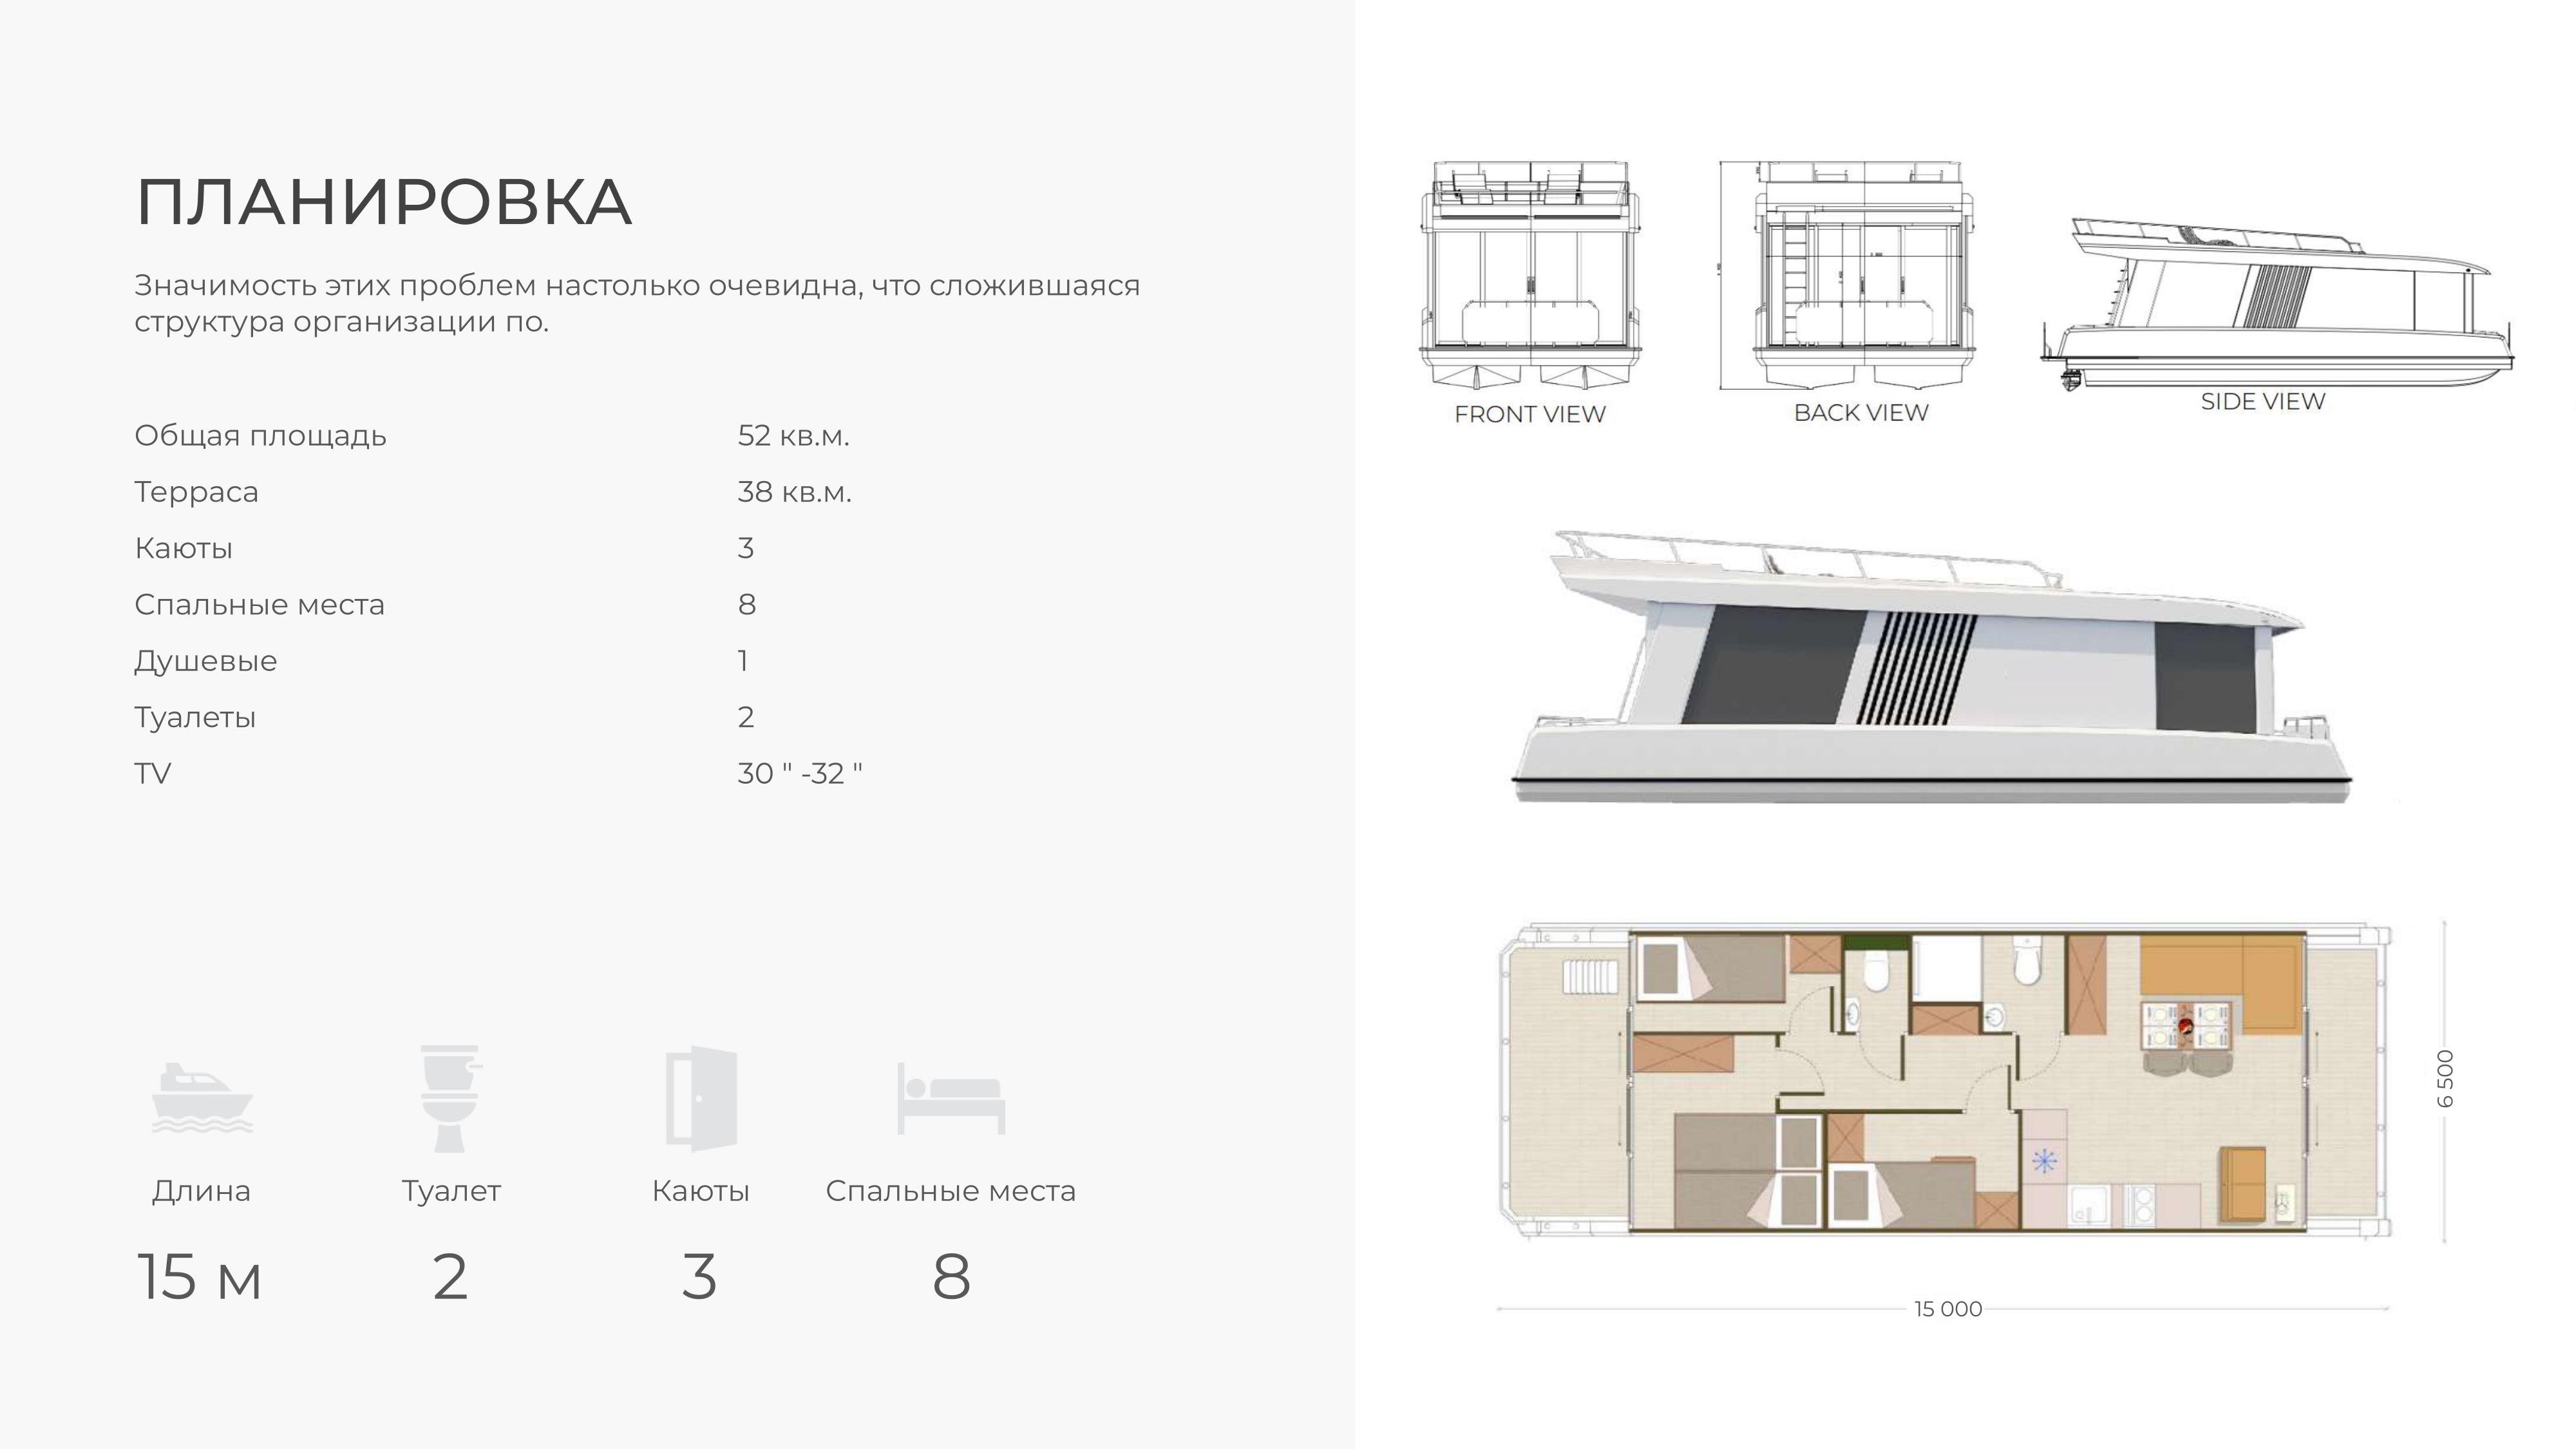 ПЛАНИРОВКА
Значимость этих проблем настолько очевидна, что сложившаяся
структура организации по.
Общая площадь 52 кв.м.
Терраса 38 кв.м.
Каюты 3
Спальные места 8
Душевые 1
Туалеты 2
TV 30 " -32 "
Длина Туалет Каюты Спальные места
15 м 2 3 8
FRONT VIEW BACK VIEW SIDE VIEW
6 500
15 000